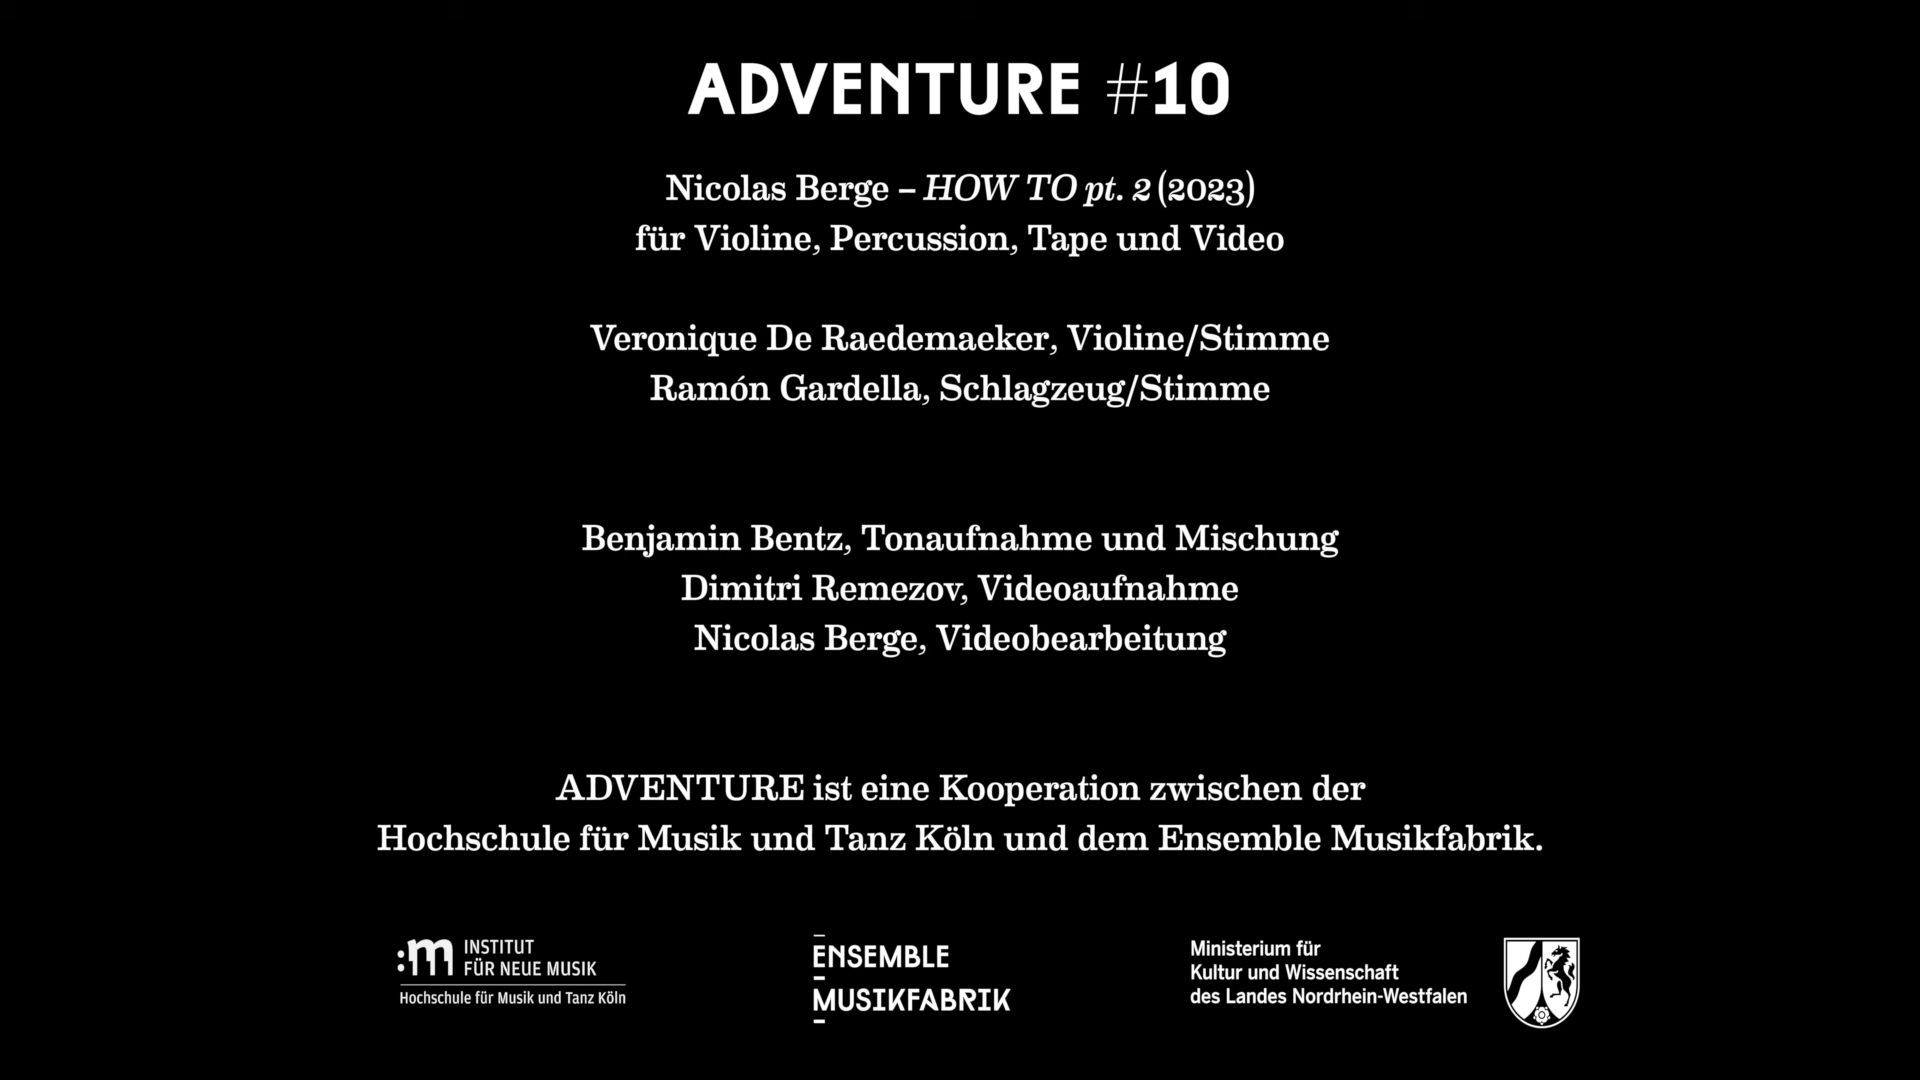 ADVENTURE #10
Nicolas Berge – HOW TO pt. 2 (2023)
für Violine, Percussion, Tape und Video
Veronique De Raedemaeker, Violine/Stimme
Ramón Gardella, Schlagzeug/Stimme
Benjamin Bentz, Tonaufnahme und Mischung
Dimitri Remezov, Videoaufnahme
Nicolas Berge, Videobearbeitung
ADVENTURE ist eine Kooperation zwischen der
Hochschule für Musik und Tanz Köln und dem Ensemble Musikfabrik.
:m INSTITUT
FÜR NEUE MUSIK
Hochschule für Musik und Tanz Köln
ENSEMBLE
MUSIKFABRIK
Ministerium für
Kultur und Wissenschaft
des Landes Nordrhein-Westfalen